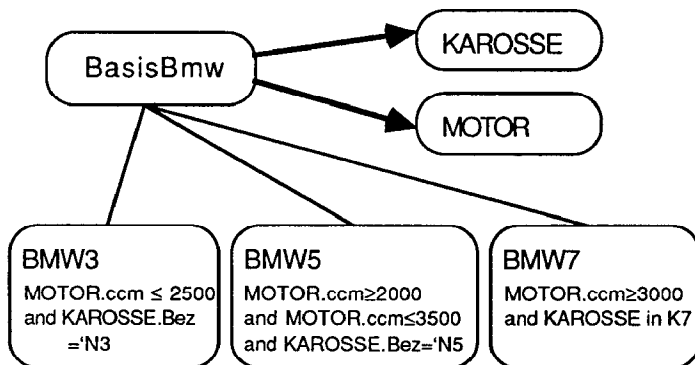 BasisBmw
KAROSSE
MOTOR
BMW3
MOTOR.ccm ≤ 2500
and KAROSSE.Bez
=‘N3
BMW5
MOTOR.ccm≥2000
and MOTOR.ccm≤3500
and KAROSSE.Bez=‘N5
BMW7
MOTOR.ccm≥3000
and KAROSSE in K7